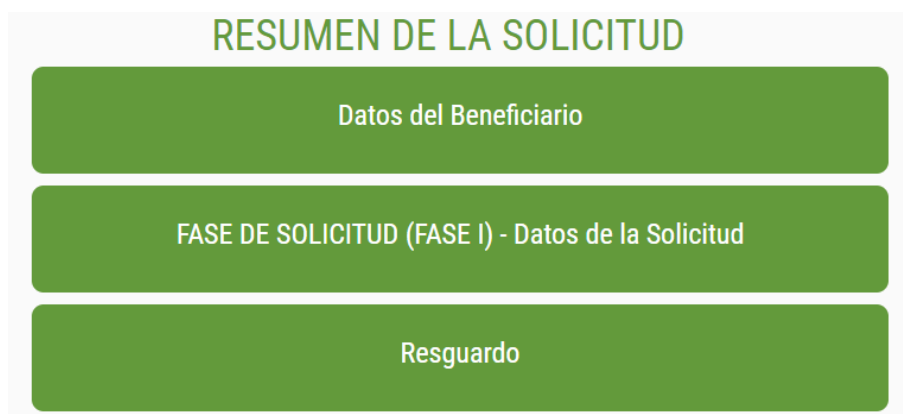 RESUMEN DE LA SOLICITUD
Datos del Beneficiario
FASE DE SOLICITUD (FASE I) - Datos de la Solicitud
Resguardo